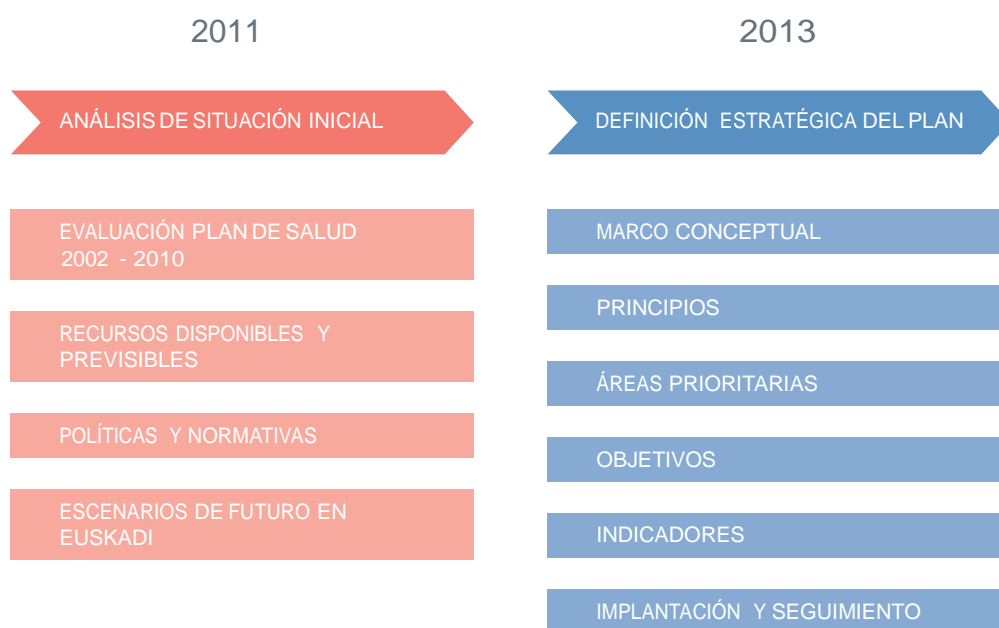 2011
ANÁLISIS DE SITUACIÓN INICIAL
EVALUACIÓN PLAN DE SALUD
2002 - 2010
RECURSOS DISPONIBLES Y
PREVISIBLES
POLÍTICAS Y NORMATIVAS
ESCENARIOS DE FUTURO EN
EUSKADI
2013
DEFINICIÓN ESTRATÉGICA DEL PLAN
MARCO CONCEPTUAL
PRINCIPIOS
ÁREAS PRIORITARIAS
OBJETIVOS
INDICADORES
IMPLANTACIÓN Y SEGUIMIENTO